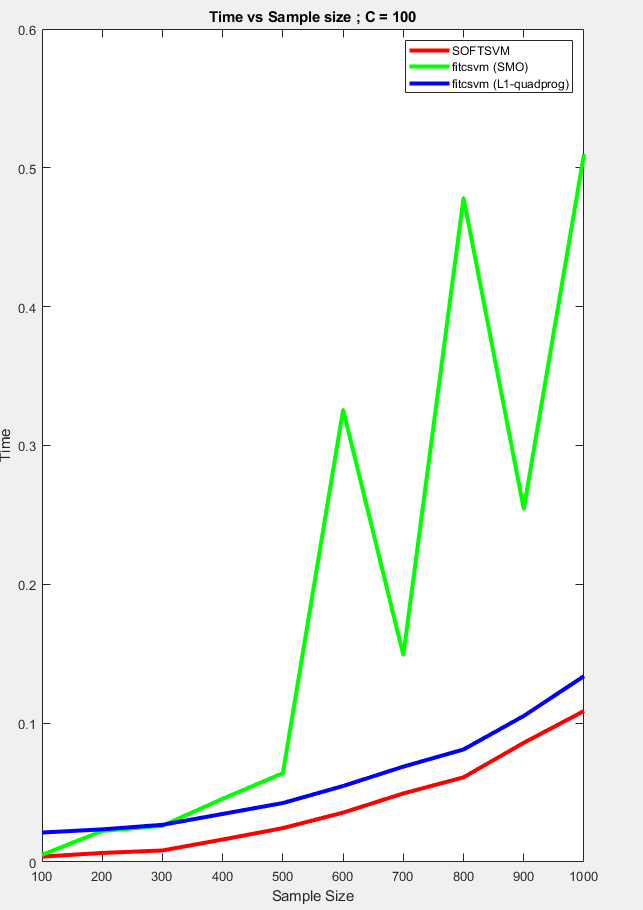 Time vs Sample size ; C = 100
SOFTSVM
fitcsvm (SMO)
fitcsvm (L1-quadprog)
0.6
0.5
0.4
0.3
0.2
0.1
0
Time
100 200 300 400 500 600 700 800 900 1000
Sample Size